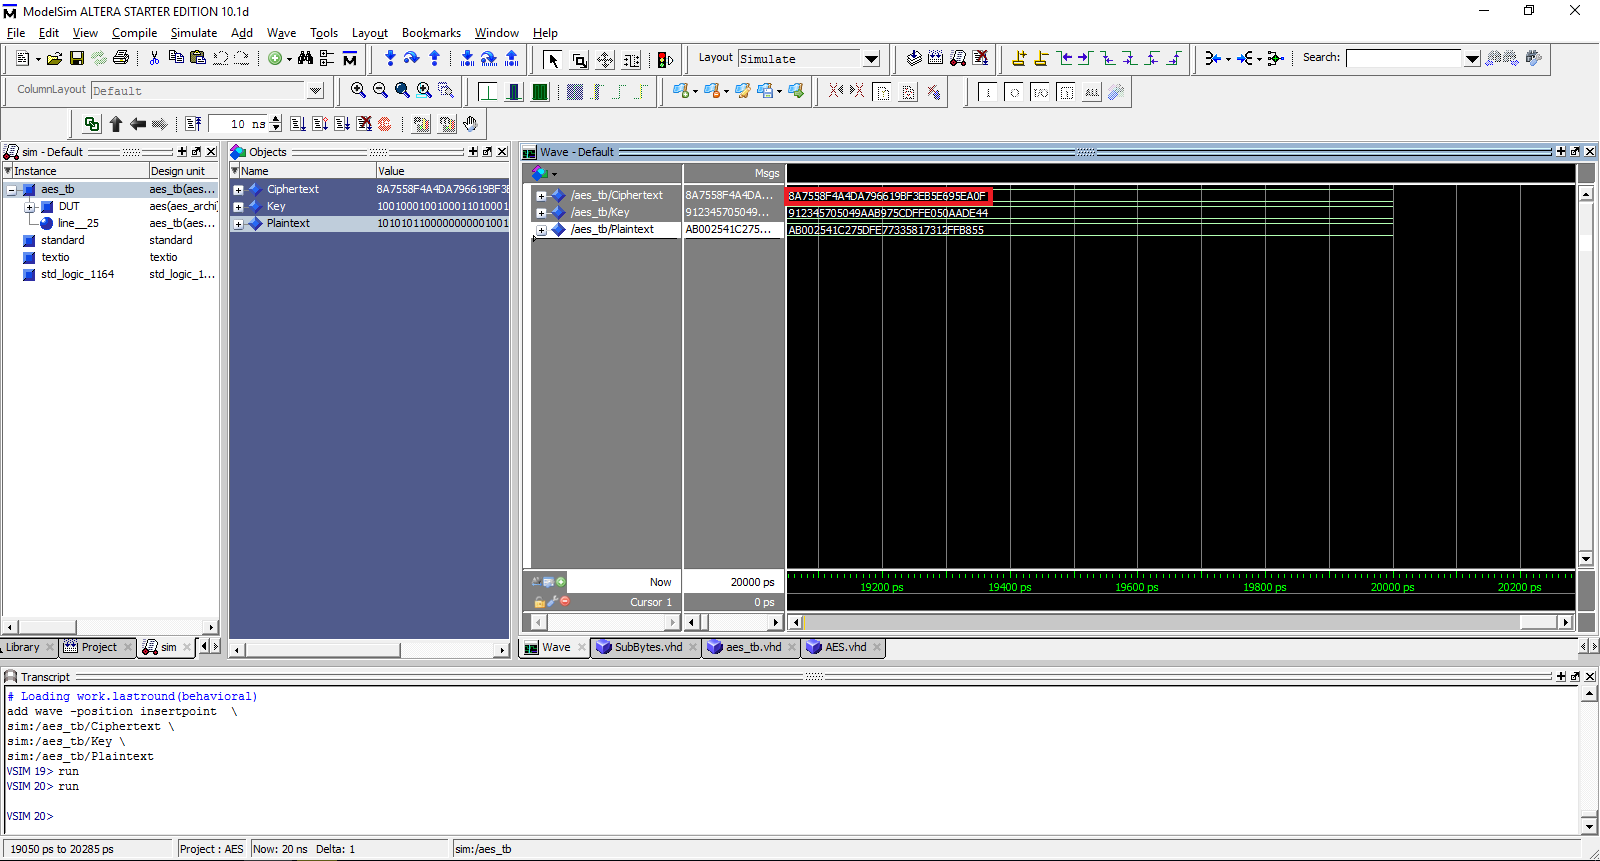 ModelSim ALTERA STARTER EDITION 10.1d
File Edit View Compile Simulate Add Wave Tools Layout Bookmarks Window Help
Layout Simulate Search:
ColumnLayout Default
I O I/O ALL
10 ns
sim - Default
Instance Design unit
aes_tb aes_tb(aes...
DUT aes(aes_archi
line__25 aes_tb(aes...
standard standard
textio textio
std_logic_1164 std_logic_1...
Library Project sim
Objects
Name Value
Ciphertext 8A7558F4A4DA796619BF3E
Key 1001000100100011010001
Plaintext 1010101100000000001001
Wave - Default
Msgs
/aes_tb/Ciphertext 8A7558F4A4DA... 8A7558F4A4DA796619BF3EB5E695EA0F
/aes_tb/Key 912345705049... 912345705049AAB975CDFFE050AADE44
/aes_tb/Plaintext AB002541C275... AB002541C275DFE77335817312FFB855
Now 20000 ps
Cursor 1 0 ps
19200 ps 19400 ps 19600 ps 19800 ps 20000 ps 20200 ps
Wave SubBytes.vhd aes_tb.vhd AES.vhd
Transcript
# Loading work.lastround(behavioral)
add wave -position insertpoint \
sim:/aes_tb/Ciphertext \
sim:/aes_tb/Key \
sim:/aes_tb/Plaintext
VSIM 19> run
VSIM 20> run
VSIM 20>
19050 ps to 20285 ps Project : AES Now: 20 ns Delta: 1 sim:/aes_tb